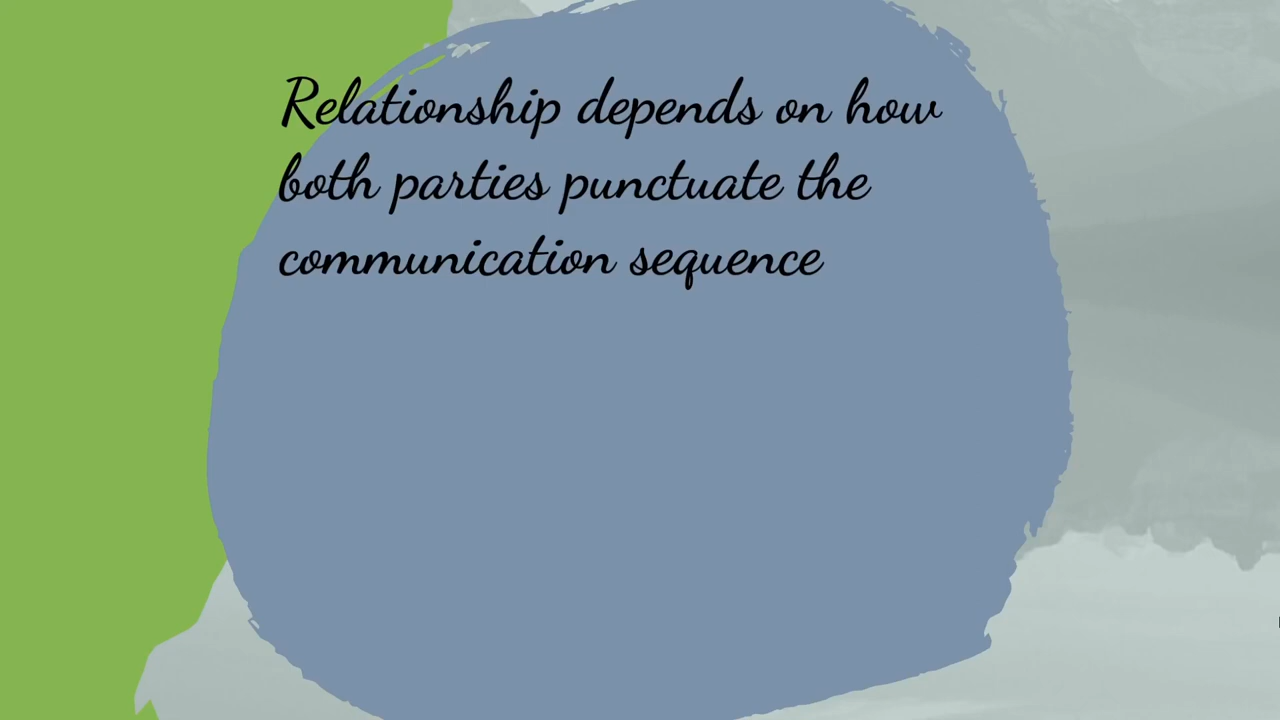 Relationship depends on how
both parties punctuate the
communication sequence